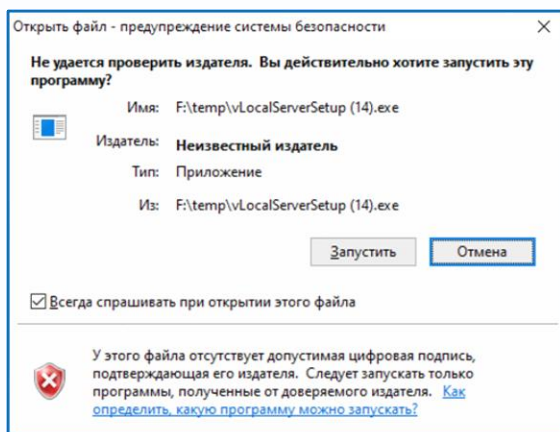 Открыть файл - предупреждение системы безопасности
Не удается проверить издателя. Вы действительно хотите запустить эту
программу?
Имя: F:\temp\vLocalServerSetup (14).exe
Издатель: Неизвестный издатель
Тип: Приложение
Из: F:\temp\vLocalServerSetup (14).exe
Запустить Отмена
Всегда спрашивать при открытии этого файла
У этого файла отсутствует допустимая цифровая подпись,
подтверждающая его издателя. Следует запускать только
программы, полученные от доверяемого издателя. Как
определить, какую программу можно запускать?